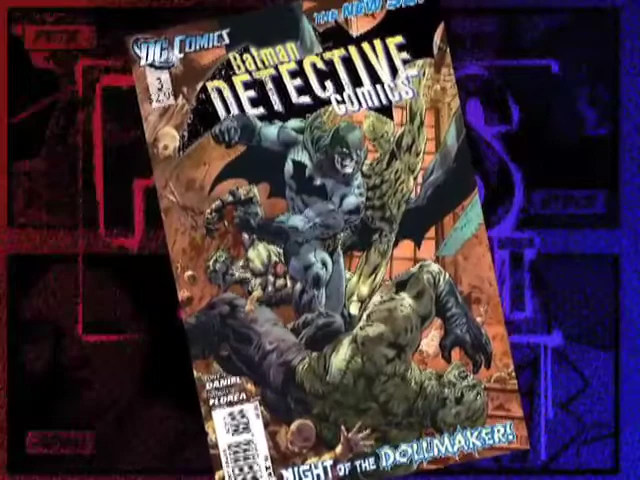 THE NEW 52!
DC COMICS
Batman
DETECTIVE
COMICS
3
DANIEL
FLOREA
NIGHT OF THE DOLLMAKER!